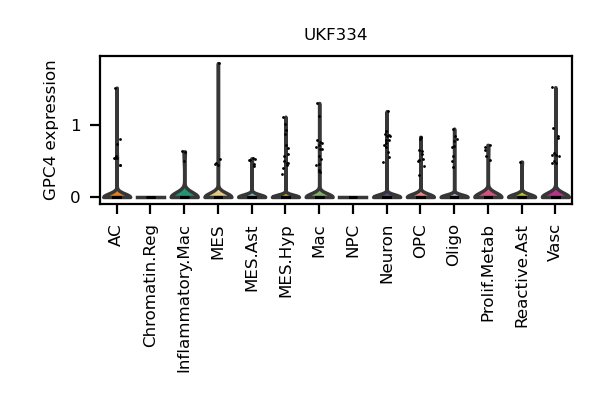 UKF334
GPC4 expression
1
0
AC
Chromatin.Reg
Inflammatory.Mac
MES
MES.Ast
MES.Hyp
Mac
NPC
Neuron
OPC
Oligo
Prolif.Metab
Reactive.Ast
Vasc